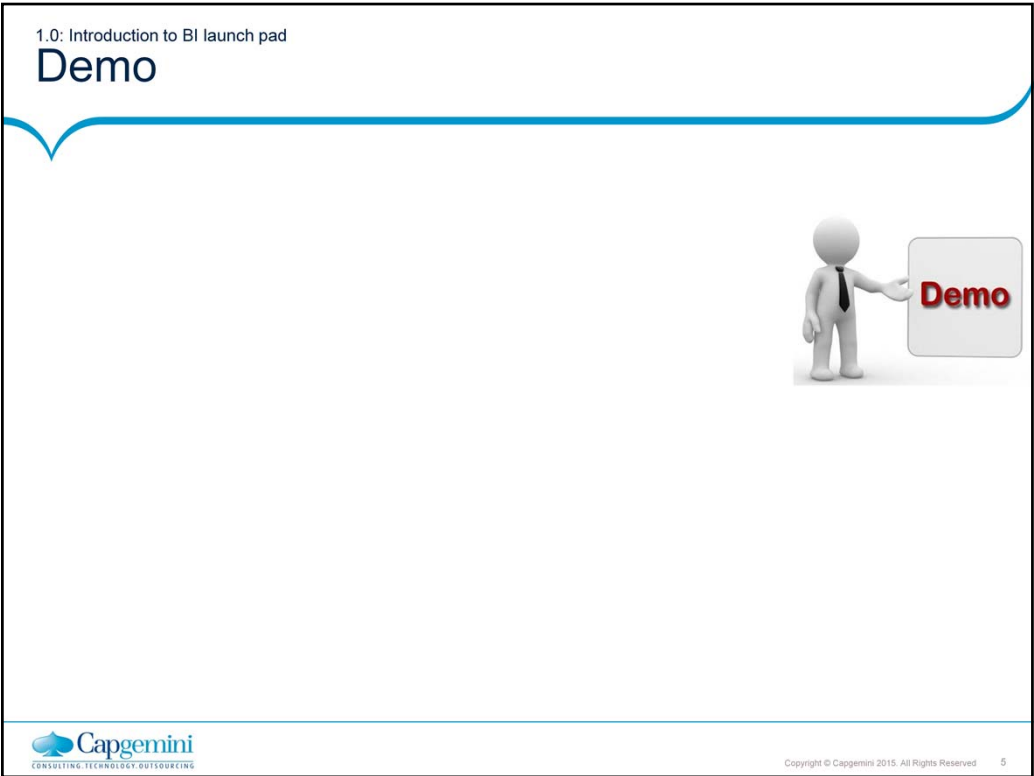 1.0: Introduction to BI launch pad
Demo
Demo
Capgemini
CONSULTING.TECHNOLOGY.OUTSOURCING
Copyright © Capgemini 2015. All Rights Reserved 5